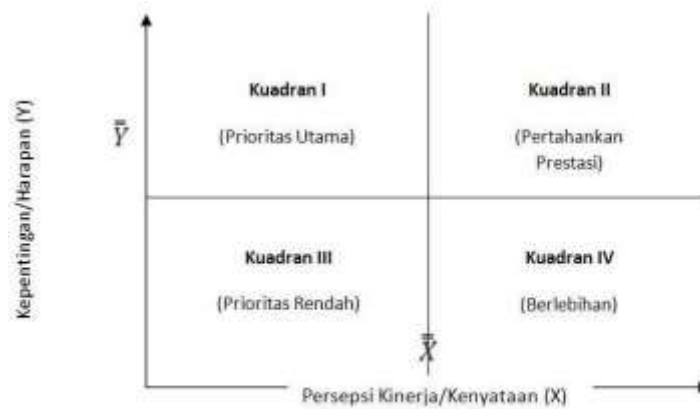 Kepentingan/Harapan (Y)
Kuadran I
(Prioritas Utama)
Kuadran II
(Pertahankan
Prestasi)
Y̿
Kuadran III
(Prioritas Rendah)
Kuadran IV
(Berlebihan)
X̿
Persepsi Kinerja/Kenyataan (X)